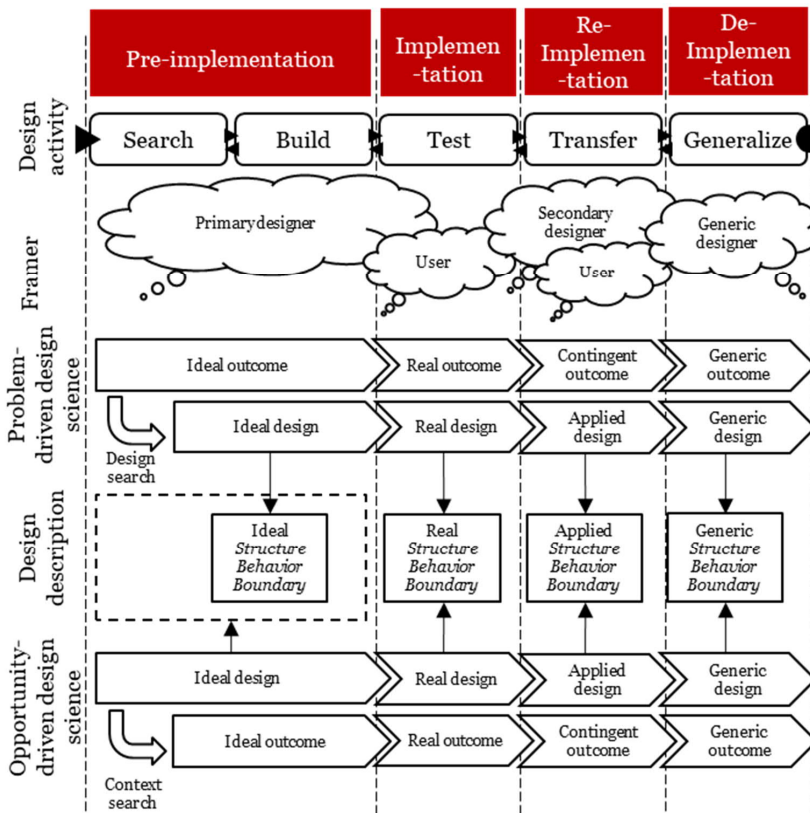 Pre-implementation
Implemen
-tation
Re-
Implemen
-tation
De-
Implemen
-tation
Design
activity
Search
Build
Test
Transfer
Generalize
Framer
Primary designer
User
Secondary
designer
User
Generic
designer
Problem-
driven design
science
Ideal outcome
Real outcome
Contingent
outcome
Generic
outcome
Design
search
Ideal design
Real design
Applied
design
Generic
design
Design
description
Ideal
Structure
Behavior
Boundary
Real
Structure
Behavior
Boundary
Applied
Structure
Behavior
Boundary
Generic
Structure
Behavior
Boundary
Opportunity-
driven design
science
Ideal design
Real design
Applied
design
Generic
design
Context
search
Ideal outcome
Real outcome
Contingent
outcome
Generic
outcome